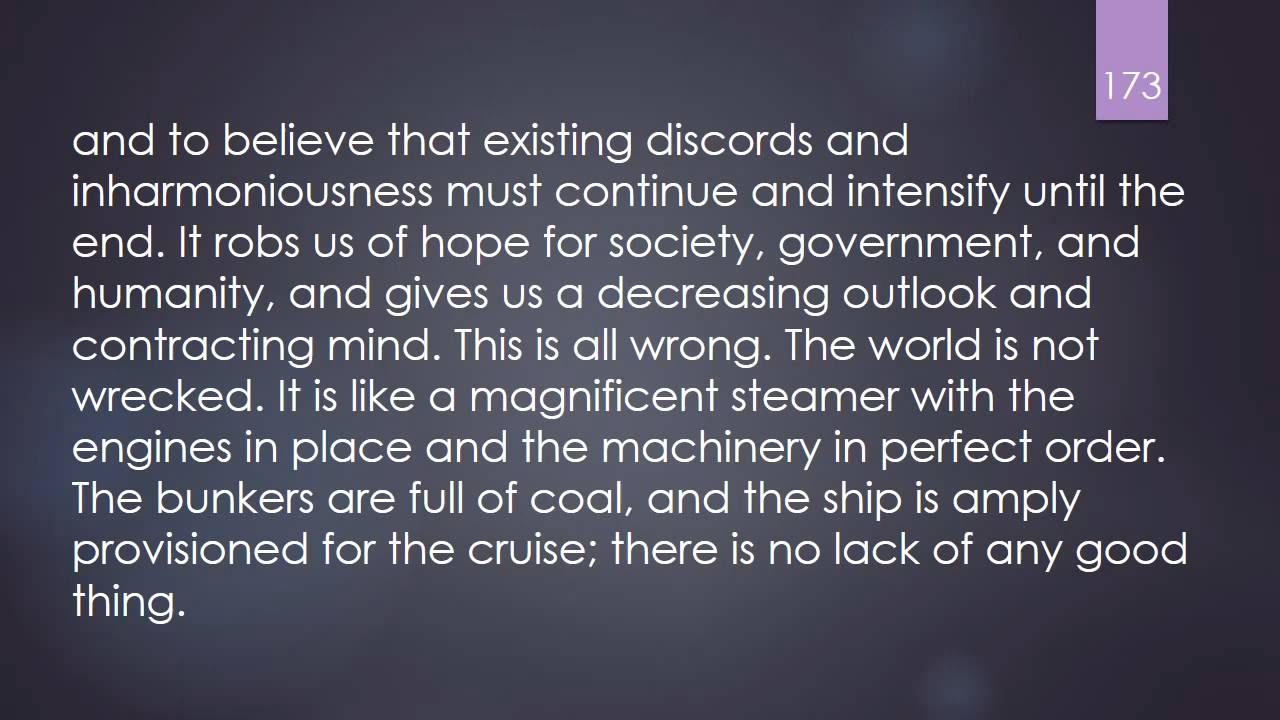 173
and to believe that existing discords and
inharmoniousness must continue and intensify until the
end. It robs us of hope for society, government, and
humanity, and gives us a decreasing outlook and
contracting mind. This is all wrong. The world is not
wrecked. It is like a magnificent steamer with the
engines in place and the machinery in perfect order.
The bunkers are full of coal, and the ship is amply
provisioned for the cruise; there is no lack of any good
thing.